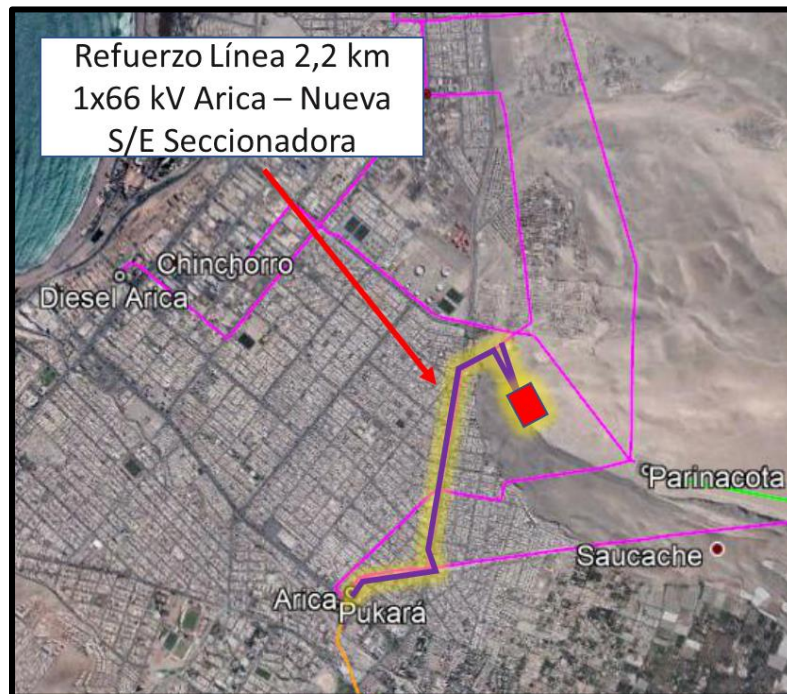 Refuerzo Línea 2,2 km
1x66 kV Arica – Nueva
S/E Seccionadora
Chinchorro
Diesel Arica
Parinacota
Saucache
Arica
Pukará